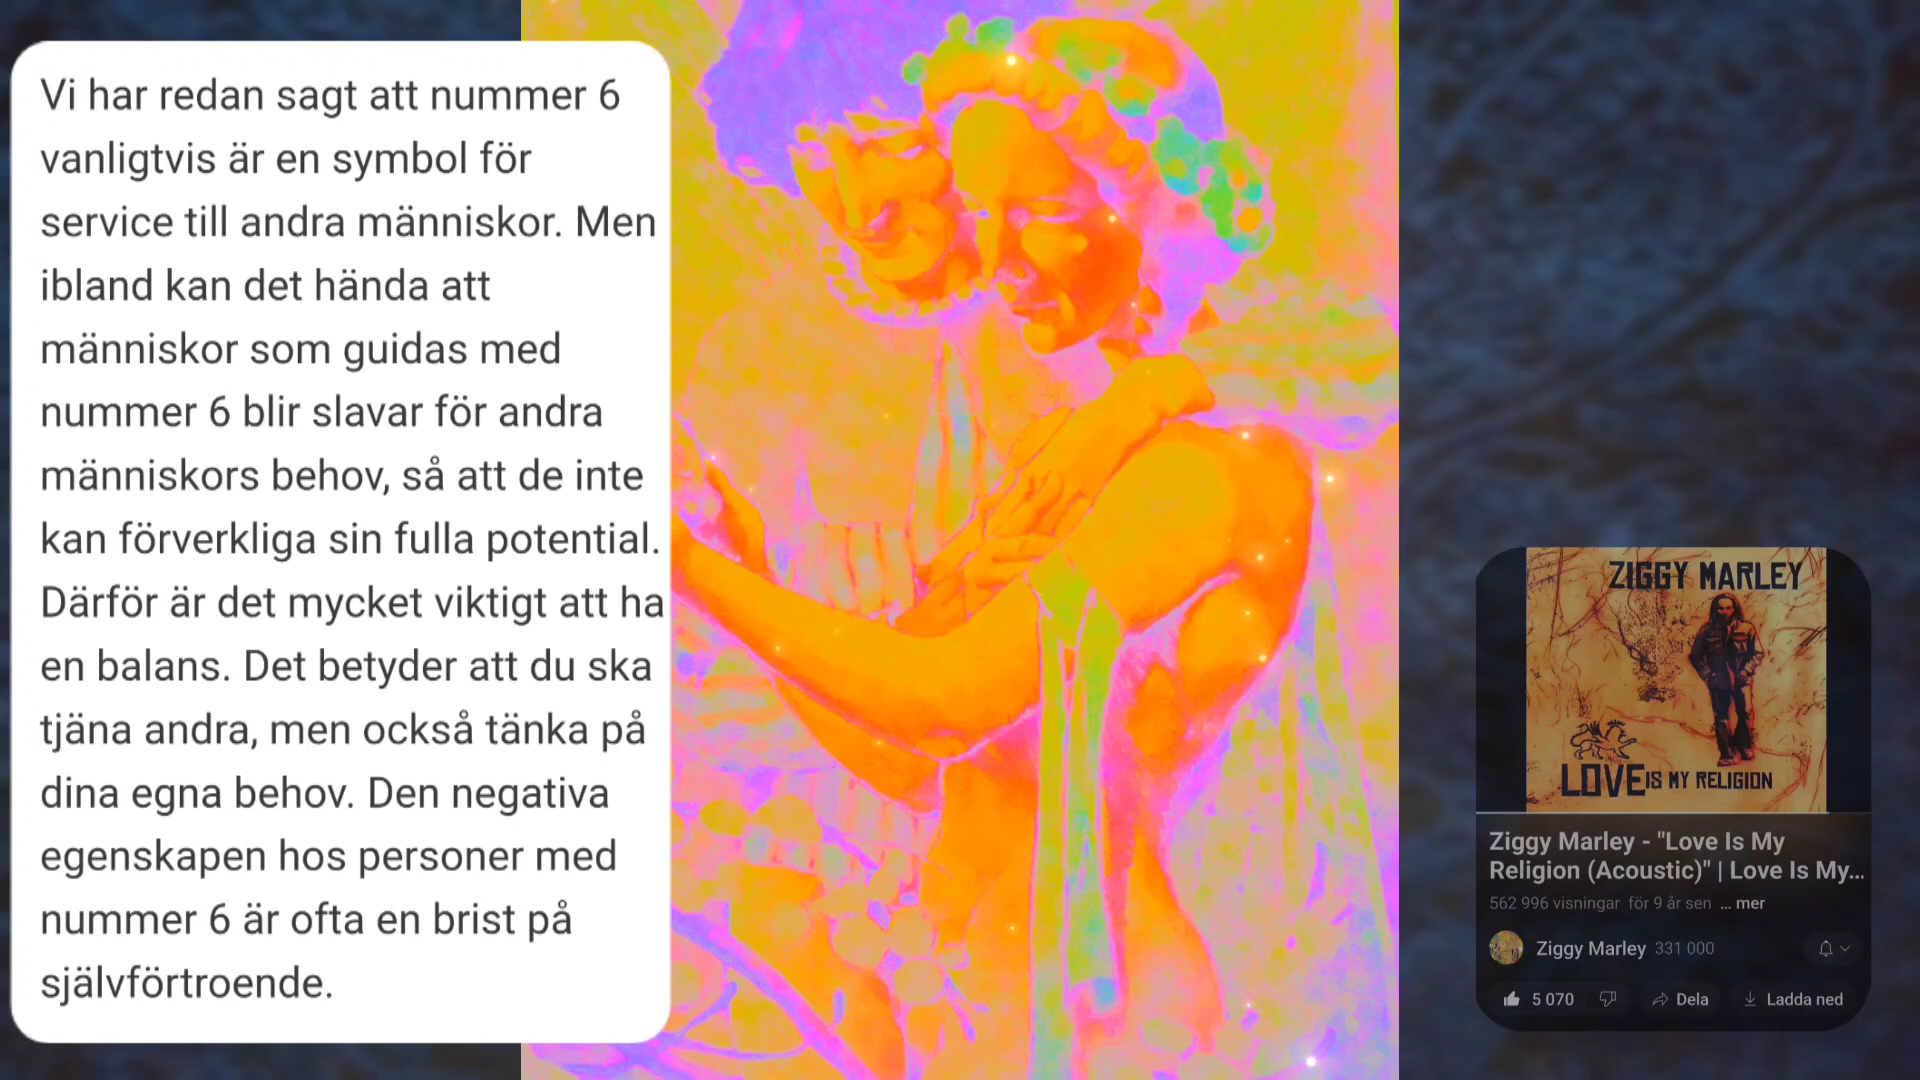 Vi har redan sagt att nummer 6
vanligtvis är en symbol för
service till andra människor. Men
ibland kan det hända att
människor som guidas med
nummer 6 blir slavar för andra
människors behov, så att de inte
kan förverkliga sin fulla potential.
Därför är det mycket viktigt att ha
en balans. Det betyder att du ska
tjäna andra, men också tänka på
dina egna behov. Den negativa
egenskapen hos personer med
nummer 6 är ofta en brist på
självförtroende.
ZIGGY MARLEY
LOVE IS MY RELIGION
Ziggy Marley - "Love Is My
Religion (Acoustic)" | Love Is My...
562 996 visningar för 9 år sen ... mer
Ziggy Marley 331 000
5 070 Dela Ladda ned